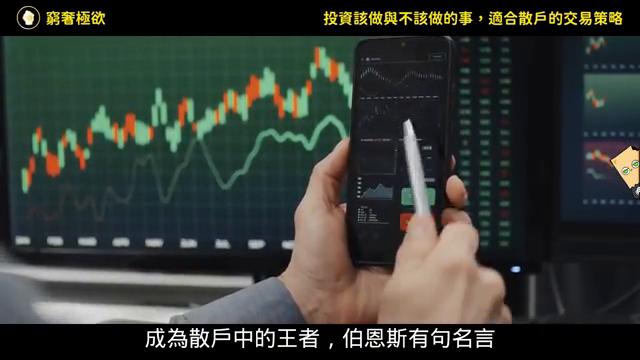 窮奢極欲
投資該做與不該做的事，適合散戶的交易策略
成為散戶中的王者，伯恩斯有句名言